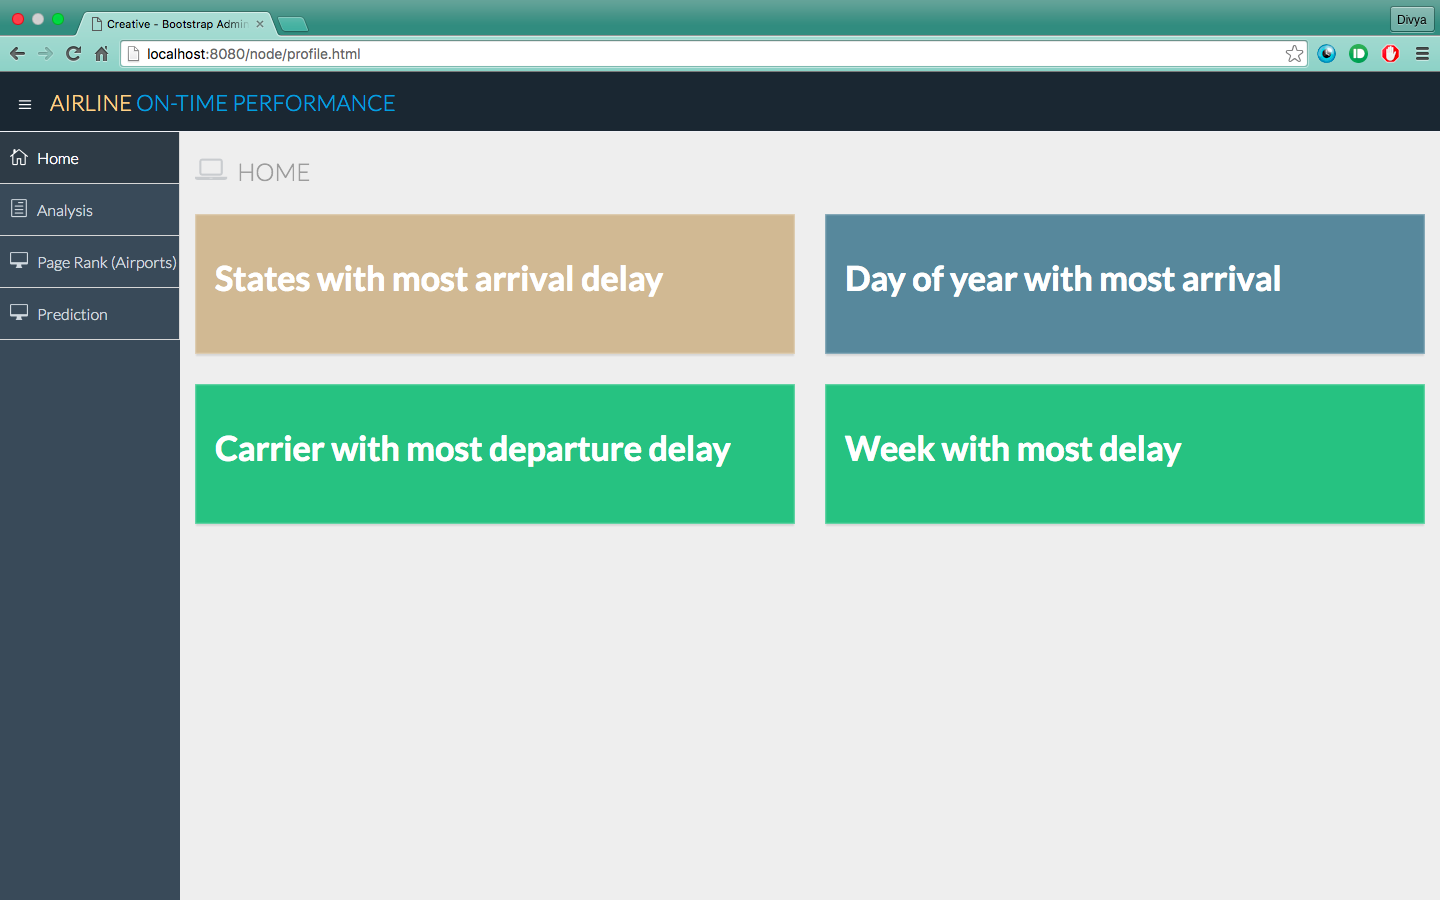 Creative - Bootstrap Admin
Divya
localhost:8080/node/profile.html
AIRLINE ON-TIME PERFORMANCE
Home
Analysis
Page Rank (Airports)
Prediction
HOME
States with most arrival delay
Day of year with most arrival
Carrier with most departure delay
Week with most delay